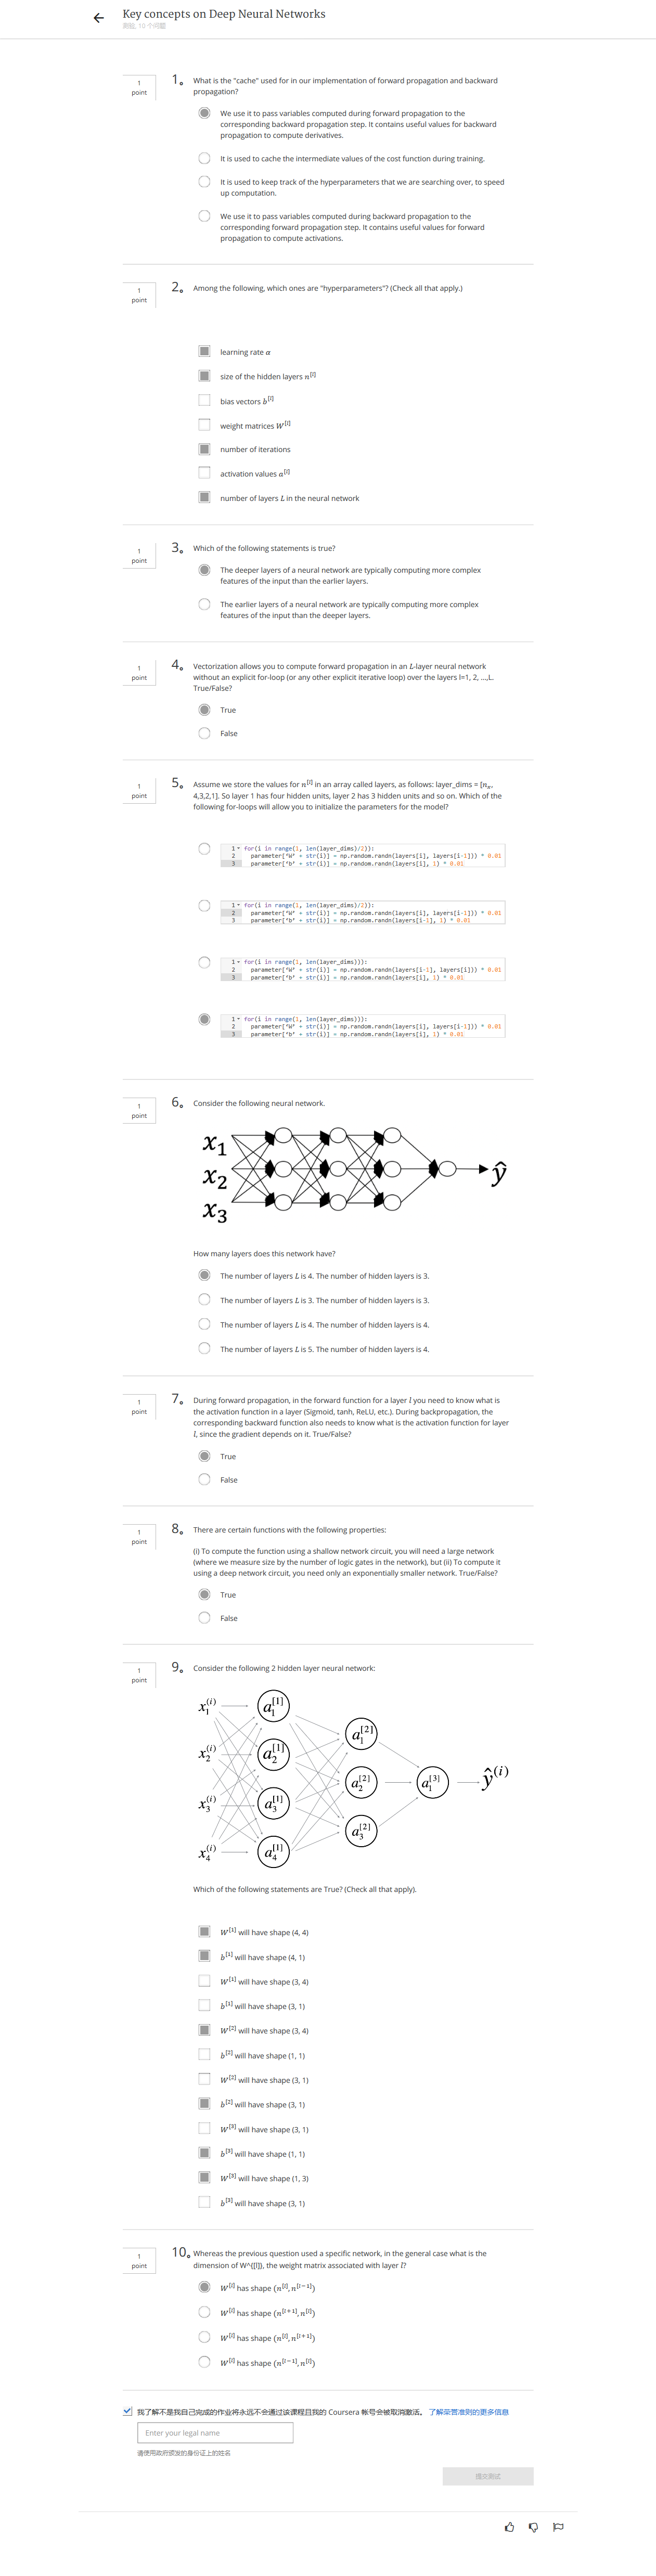 Key concepts on Deep Neural Networks
测验, 10 个问题
1
point
1。
What is the "cache" used for in our implementation of forward propagation and backward
propagation?
We use it to pass variables computed during forward propagation to the
corresponding backward propagation step. It contains useful values for backward
propagation to compute derivatives.
It is used to cache the intermediate values of the cost function during training.
It is used to keep track of the hyperparameters that we are searching over, to speed
up computation.
We use it to pass variables computed during backward propagation to the
corresponding forward propagation step. It contains useful values for forward
propagation to compute activations.
1
point
2。
Among the following, which ones are "hyperparameters"? (Check all that apply.)
learning rate α
size of the hidden layers n^[l]
bias vectors b^[l]
weight matrices W^[l]
number of iterations
activation values a^[l]
number of layers L in the neural network
1
point
3。
Which of the following statements is true?
The deeper layers of a neural network are typically computing more complex
features of the input than the earlier layers.
The earlier layers of a neural network are typically computing more complex
features of the input than the deeper layers.
1
point
4。
Vectorization allows you to compute forward propagation in an L-layer neural network
without an explicit for-loop (or any other explicit iterative loop) over the layers l=1, 2, …,L.
True/False?
True
False
1
point
5。
Assume we store the values for n^[l] in an array called layers, as follows: layer_dims = [n_x,
4,3,2,1]. So layer 1 has four hidden units, layer 2 has 3 hidden units and so on. Which of the
following for-loops will allow you to initialize the parameters for the model?
1 for(i in range(1, len(layer_dims)/2)):
2 parameter['W' + str(i)] = np.random.randn(layers[i], layers[i-1])) * 0.01
3 parameter['b' + str(i)] = np.random.randn(layers[i], 1) * 0.01
1 for(i in range(1, len(layer_dims)/2)):
2 parameter['W' + str(i)] = np.random.randn(layers[i], layers[i-1])) * 0.01
3 parameter['b' + str(i)] = np.random.randn(layers[i-1], 1) * 0.01
1 for(i in range(1, len(layer_dims))):
2 parameter['W' + str(i)] = np.random.randn(layers[i-1], layers[i])) * 0.01
3 parameter['b' + str(i)] = np.random.randn(layers[i], 1) * 0.01
1 for(i in range(1, len(layer_dims))):
2 parameter['W' + str(i)] = np.random.randn(layers[i], layers[i-1])) * 0.01
3 parameter['b' + str(i)] = np.random.randn(layers[i], 1) * 0.01
1
point
6。
Consider the following neural network.
x_1
x_2
ŷ
x_3
How many layers does this network have?
The number of layers L is 4. The number of hidden layers is 3.
The number of layers L is 3. The number of hidden layers is 3.
The number of layers L is 4. The number of hidden layers is 4.
The number of layers L is 5. The number of hidden layers is 4.
1
point
7。
During forward propagation, in the forward function for a layer l you need to know what is
the activation function in a layer (Sigmoid, tanh, ReLU, etc.). During backpropagation, the
corresponding backward function also needs to know what is the activation function for layer
l, since the gradient depends on it. True/False?
True
False
1
point
8。
There are certain functions with the following properties:
(i) To compute the function using a shallow network circuit, you will need a large network
(where we measure size by the number of logic gates in the network), but (ii) To compute it
using a deep network circuit, you need only an exponentially smaller network. True/False?
True
False
1
point
9。
Consider the following 2 hidden layer neural network:
x_1^(i) a_1^[1]
a_1^[2]
x_2^(i) a_2^[1]
a_2^[2] a_1^[3] ŷ^(i)
x_3^(i) a_3^[1]
a_3^[2]
x_4^(i) a_4^[1]
Which of the following statements are True? (Check all that apply).
W^[1] will have shape (4, 4)
b^[1] will have shape (4, 1)
W^[1] will have shape (3, 4)
b^[1] will have shape (3, 1)
W^[2] will have shape (3, 4)
b^[2] will have shape (1, 1)
W^[2] will have shape (3, 1)
b^[2] will have shape (3, 1)
W^[3] will have shape (3, 1)
b^[3] will have shape (1, 1)
W^[3] will have shape (1, 3)
b^[3] will have shape (3, 1)
1
point
10。
Whereas the previous question used a specific network, in the general case what is the
dimension of W^{[l]}, the weight matrix associated with layer l?
W^[l] has shape (n^[l], n^[l−1])
W^[l] has shape (n^[l+1], n^[l])
W^[l] has shape (n^[l], n^[l+1])
W^[l] has shape (n^[l−1], n^[l])
我了解不是我自己完成的作业将永远不会通过该课程且我的 Coursera 帐号会被取消激活。 了解荣誉准则的更多信息
Enter your legal name
请使用政府颁发的身份证上的姓名
提交测试